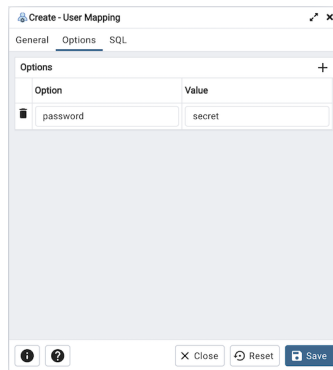 Create - User Mapping
General Options SQL
Options
Option Value
password secret
Close Reset Save